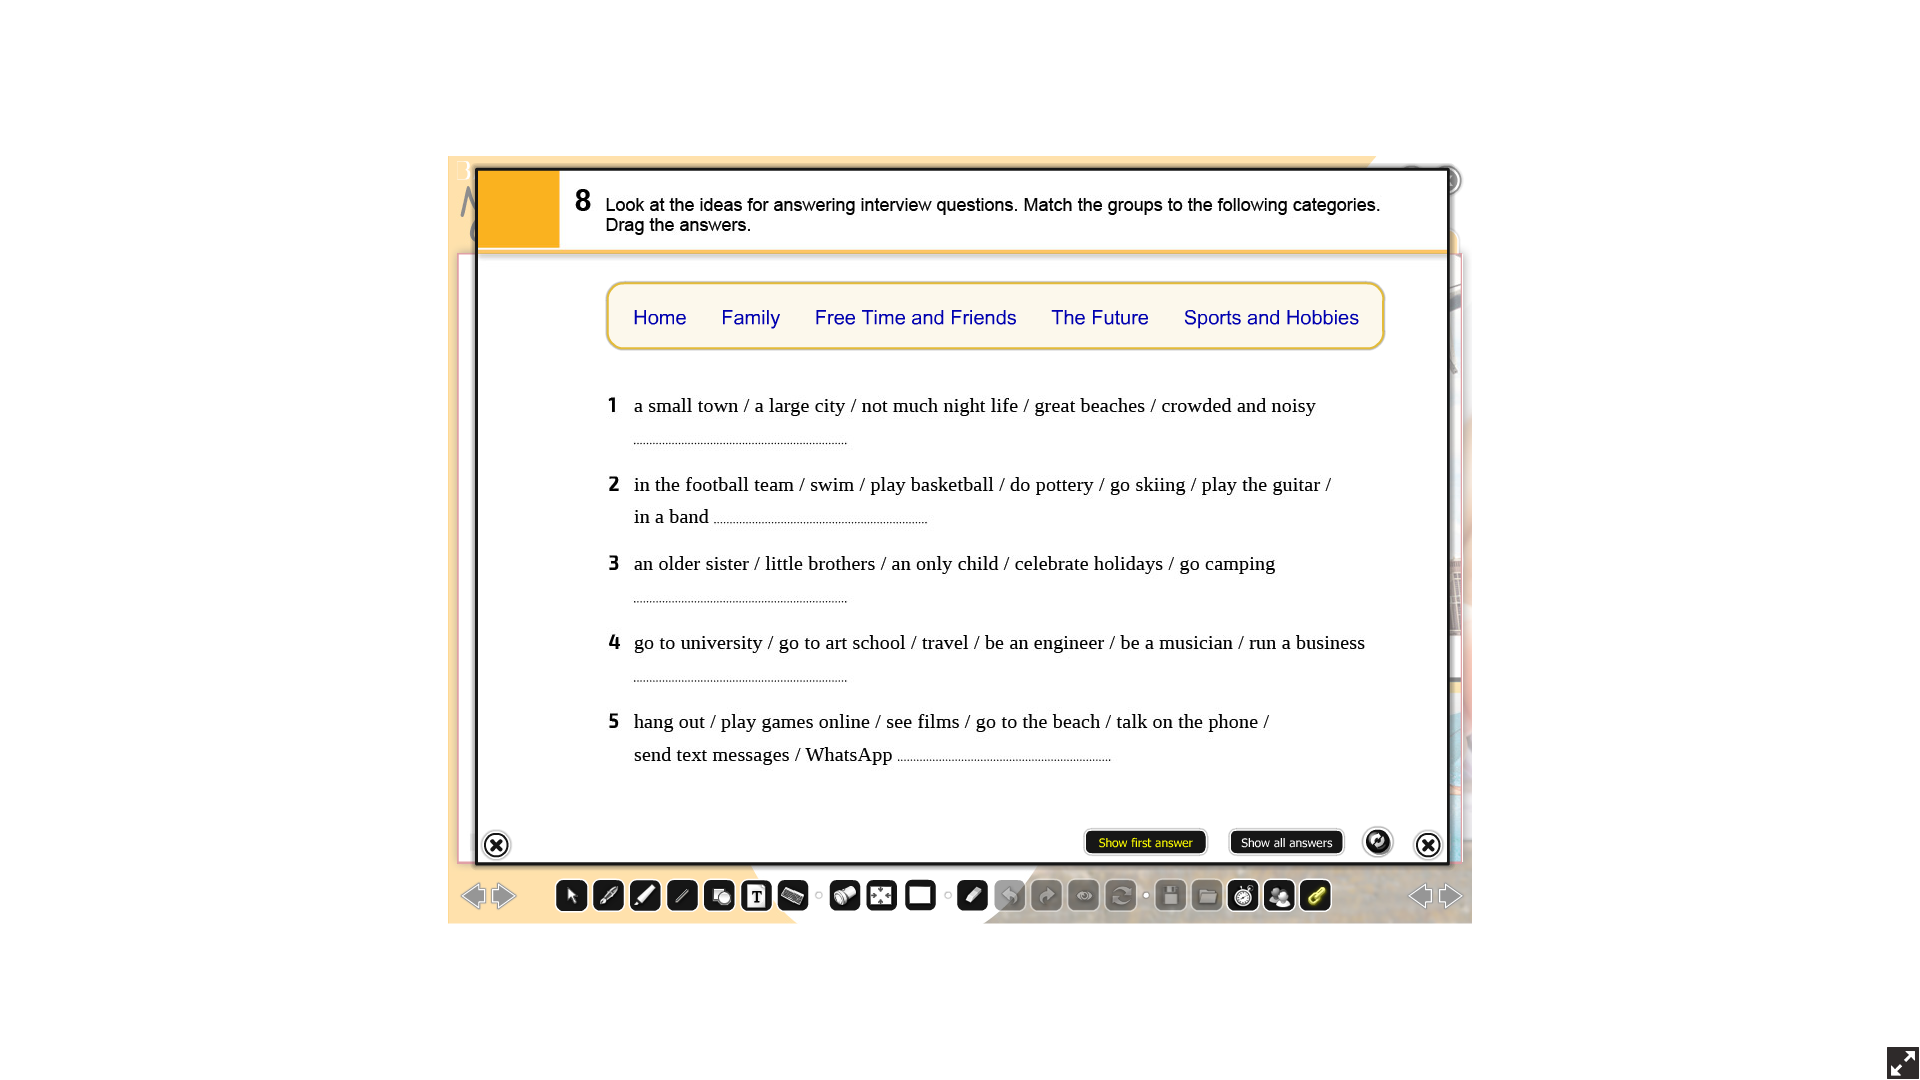 8 Look at the ideas for answering interview questions. Match the groups to the following categories.
Drag the answers.
Home Family Free Time and Friends The Future Sports and Hobbies
1 a small town / a large city / not much night life / great beaches / crowded and noisy
2 in the football team / swim / play basketball / do pottery / go skiing / play the guitar /
in a band
3 an older sister / little brothers / an only child / celebrate holidays / go camping
4 go to university / go to art school / travel / be an engineer / be a musician / run a business
5 hang out / play games online / see films / go to the beach / talk on the phone /
send text messages / WhatsApp
Show first answer Show all answers
T